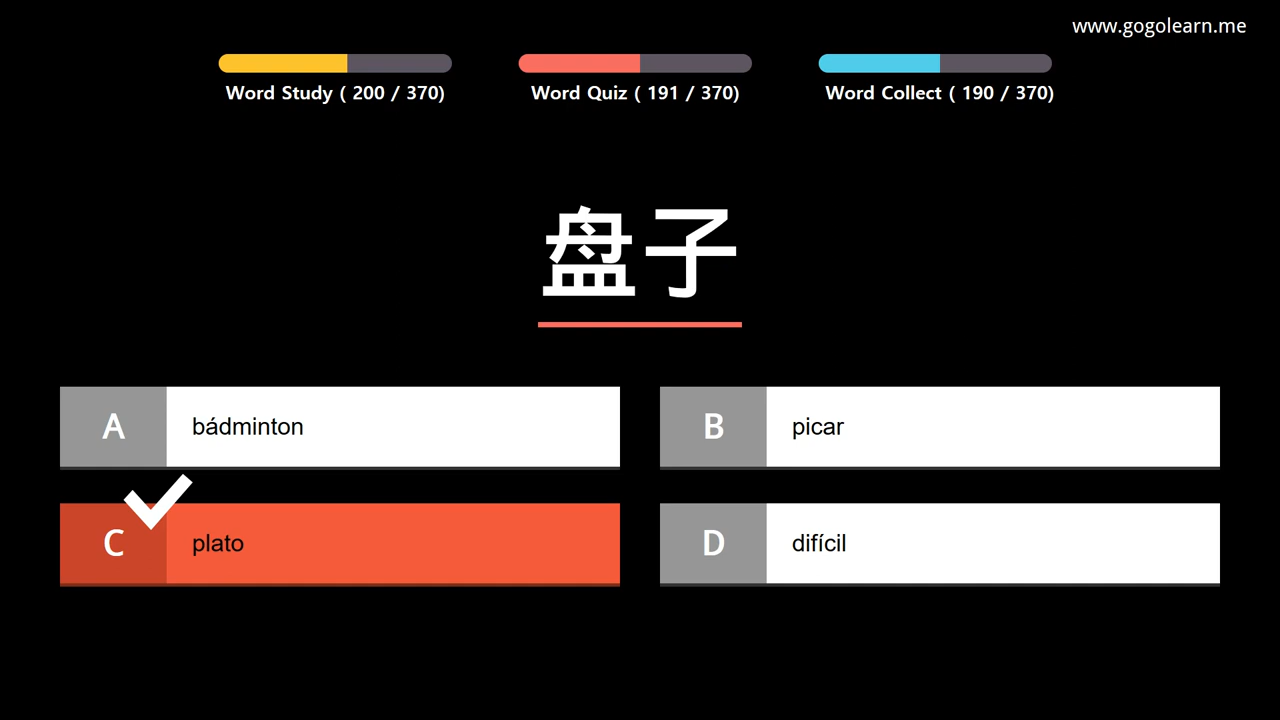 www.gogolearn.me
Word Study ( 200 / 370)
Word Quiz ( 191 / 370)
Word Collect ( 190 / 370)
盘子
A bádminton
B picar
C plato
D difícil